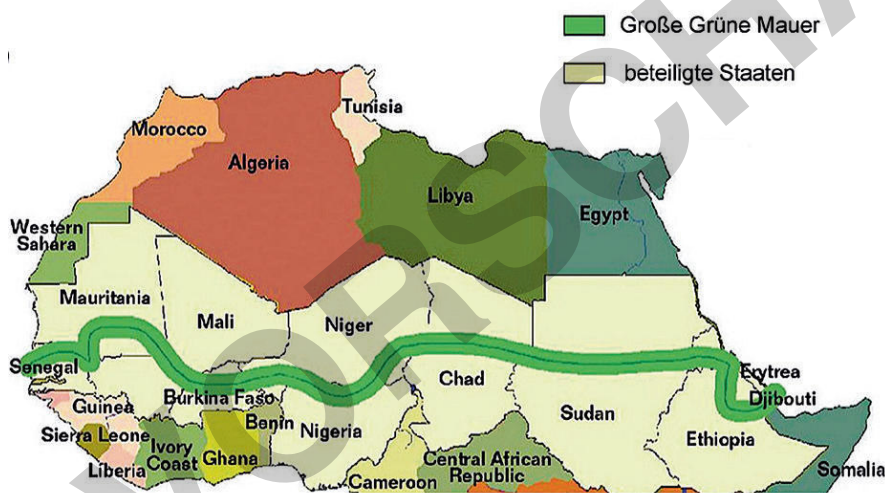 Große Grüne Mauer
beteiligte Staaten
Tunisia
Morocco
Algeria
Libya
Egypt
Western
Sahara
Mauritania
Mali
Niger
Senegal
Chad
Erytrea
Djibouti
Burkina Faso
Guinea
Benin
Sudan
Sierra Leone
Nigeria
Ethiopia
Ivory
Coast
Ghana
Liberia
Central African
Republic
Cameroon
Somalia
VORSCHA